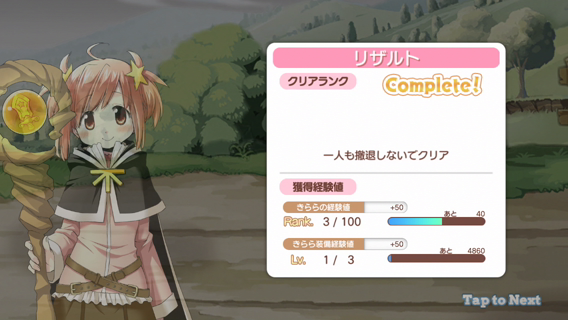 リザルト
クリアランク
Complete!
一人も撤退しないでクリア
獲得経験値
きららの経験値 +50
Rank. 3 / 100 あと 40
きらら装備経験値 +50
Lv. 1 / 3 あと 4860
Tap to Next